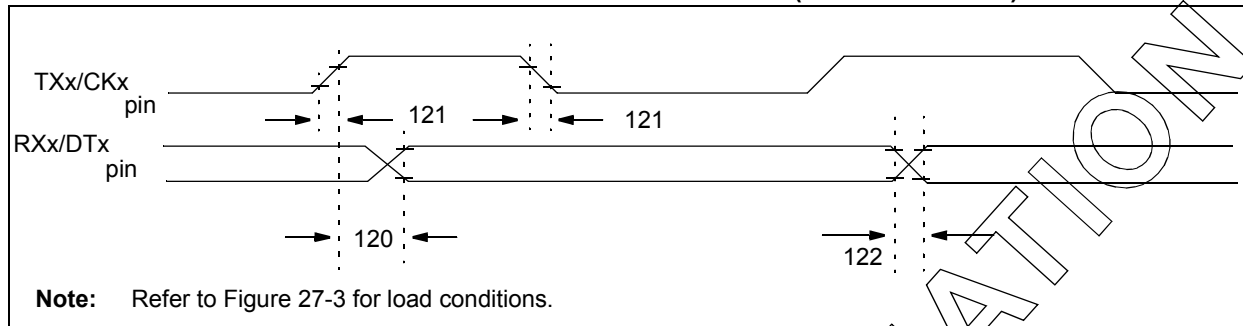 TXx/CKx
pin
121
121
RXx/DTx
pin
120
122
Note: Refer to Figure 27-3 for load conditions.
ATION